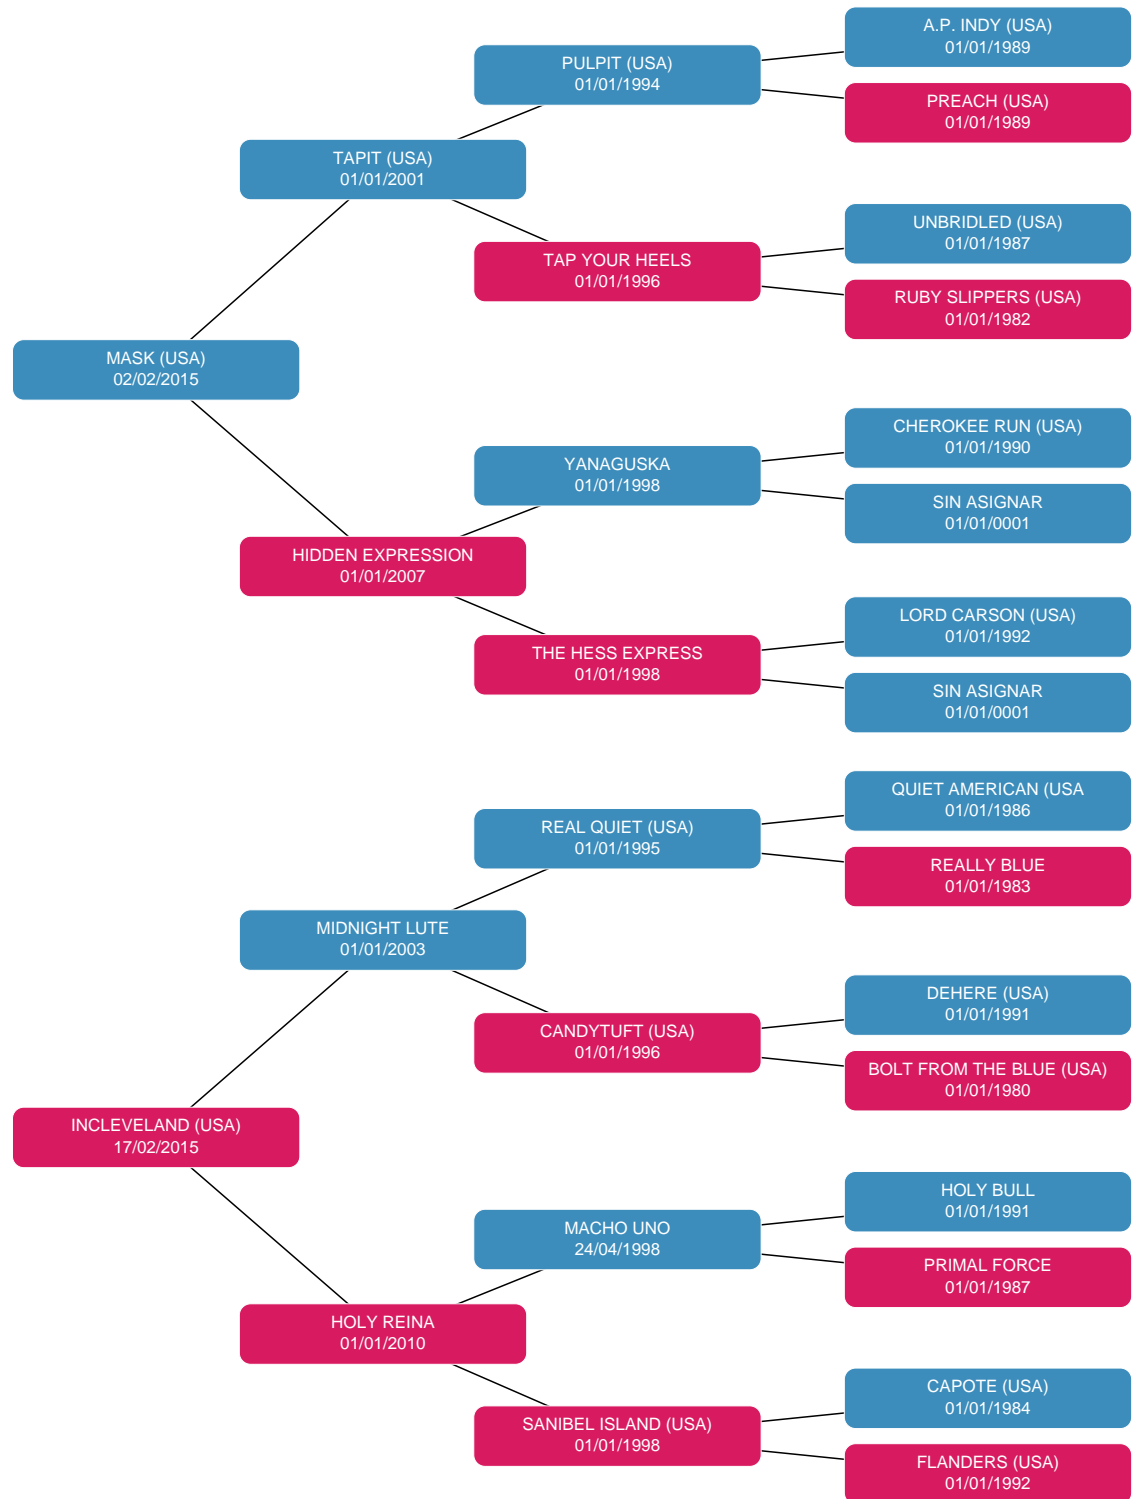 A.P. INDY (USA)
01/01/1989
PULPIT (USA)
01/01/1994
PREACH (USA)
01/01/1989
TAPIT (USA)
01/01/2001
UNBRIDLED (USA)
01/01/1987
TAP YOUR HEELS
01/01/1996
RUBY SLIPPERS (USA)
01/01/1982
MASK (USA)
02/02/2015
CHEROKEE RUN (USA)
01/01/1990
YANAGUSKA
01/01/1998
SIN ASIGNAR
01/01/0001
HIDDEN EXPRESSION
01/01/2007
LORD CARSON (USA)
01/01/1992
THE HESS EXPRESS
01/01/1998
SIN ASIGNAR
01/01/0001
QUIET AMERICAN (USA
01/01/1986
REAL QUIET (USA)
01/01/1995
REALLY BLUE
01/01/1983
MIDNIGHT LUTE
01/01/2003
DEHERE (USA)
01/01/1991
CANDYTUFT (USA)
01/01/1996
BOLT FROM THE BLUE (USA)
01/01/1980
INCLEVELAND (USA)
17/02/2015
HOLY BULL
01/01/1991
MACHO UNO
24/04/1998
PRIMAL FORCE
01/01/1987
HOLY REINA
01/01/2010
CAPOTE (USA)
01/01/1984
SANIBEL ISLAND (USA)
01/01/1998
FLANDERS (USA)
01/01/1992